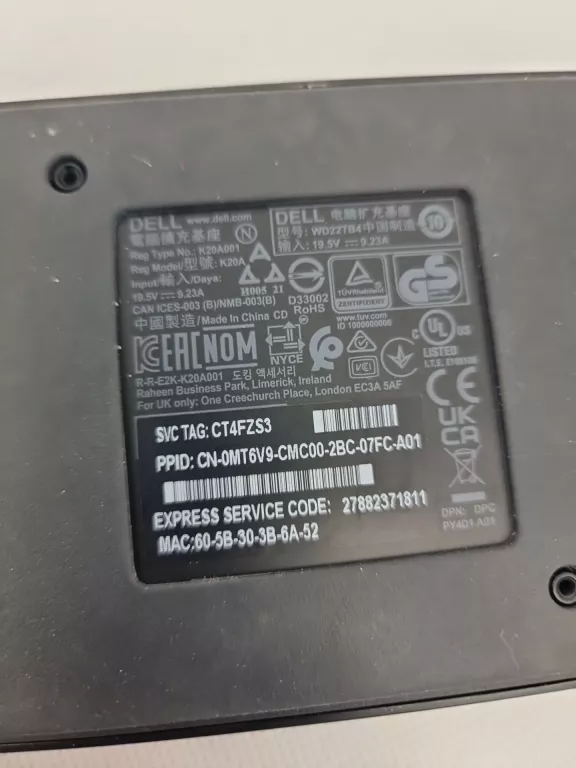 DELL www.dell.com
電腦擴充基座
Reg Type No.: K20A001
Reg Model/型號: K20A
Input/輸入/Daya:
19.5V ⎓ 9.23A
CAN ICES-003 (B)/NMB-003(B)
中國製造/Made in China CD
N
H005 21
D33002
RoHS
DELL 电脑扩充基座
型号: WD22TB4 中国制造
输入: 19.5V ⎓ 9.23A
10
TÜVRheinland
ZERTIFIZIERT
www.tuv.com
ID 1000000000
GS
UL US
LISTED
EAC NOM
NYCE
VCI
R-R-E2K-K20A001 도킹 액세서리
Raheen Business Park, Limerick, Ireland
For UK only: One Creechurch Place, London EC3A 5AF
CE
UKCA
SVC TAG: CT4FZS3
PPID: CN-0MT6V9-CMC00-2BC-07FC-A01
EXPRESS SERVICE CODE: 27882371811
MAC:60-5B-30-3B-6A-52
DPN: DPC
PY4D1 A01